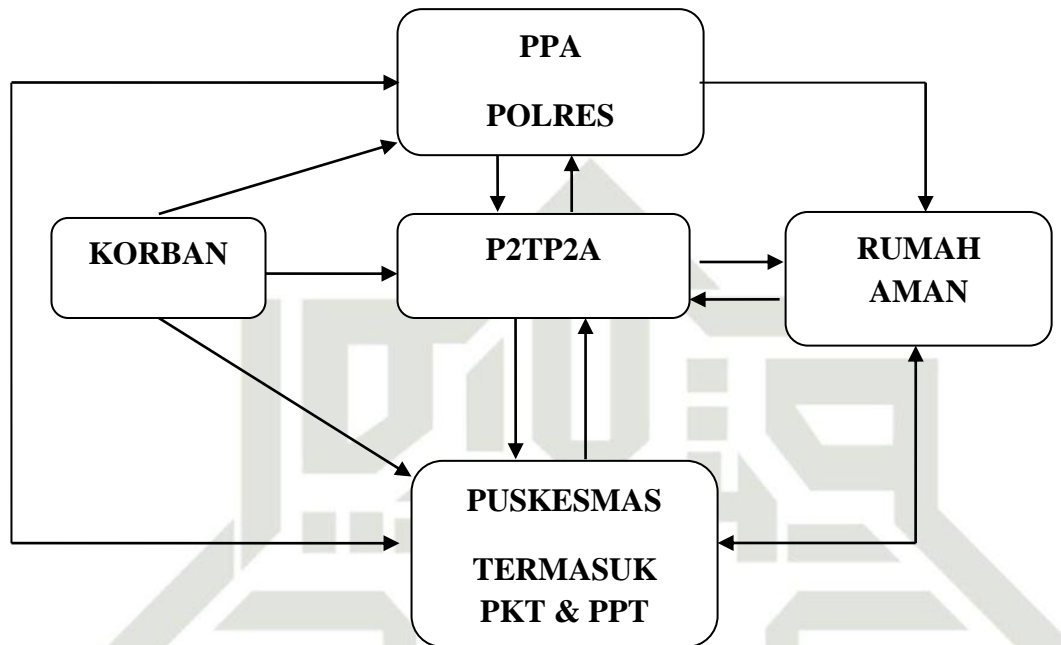 PPA
POLRES
KORBAN
P2TP2A
RUMAH
AMAN
PUSKESMAS
TERMASUK
PKT & PPT